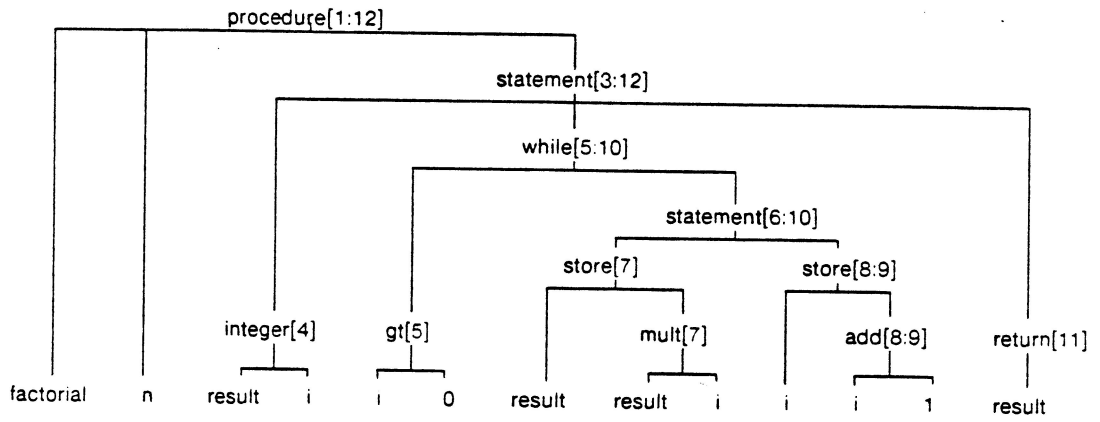 procedure[1:12]
statement[3:12]
while[5:10]
statement[6:10]
store[7] store[8:9]
integer[4] gt[5] mult[7] add[8:9] return[11]
factorial n result i i 0 result result i i i 1 result